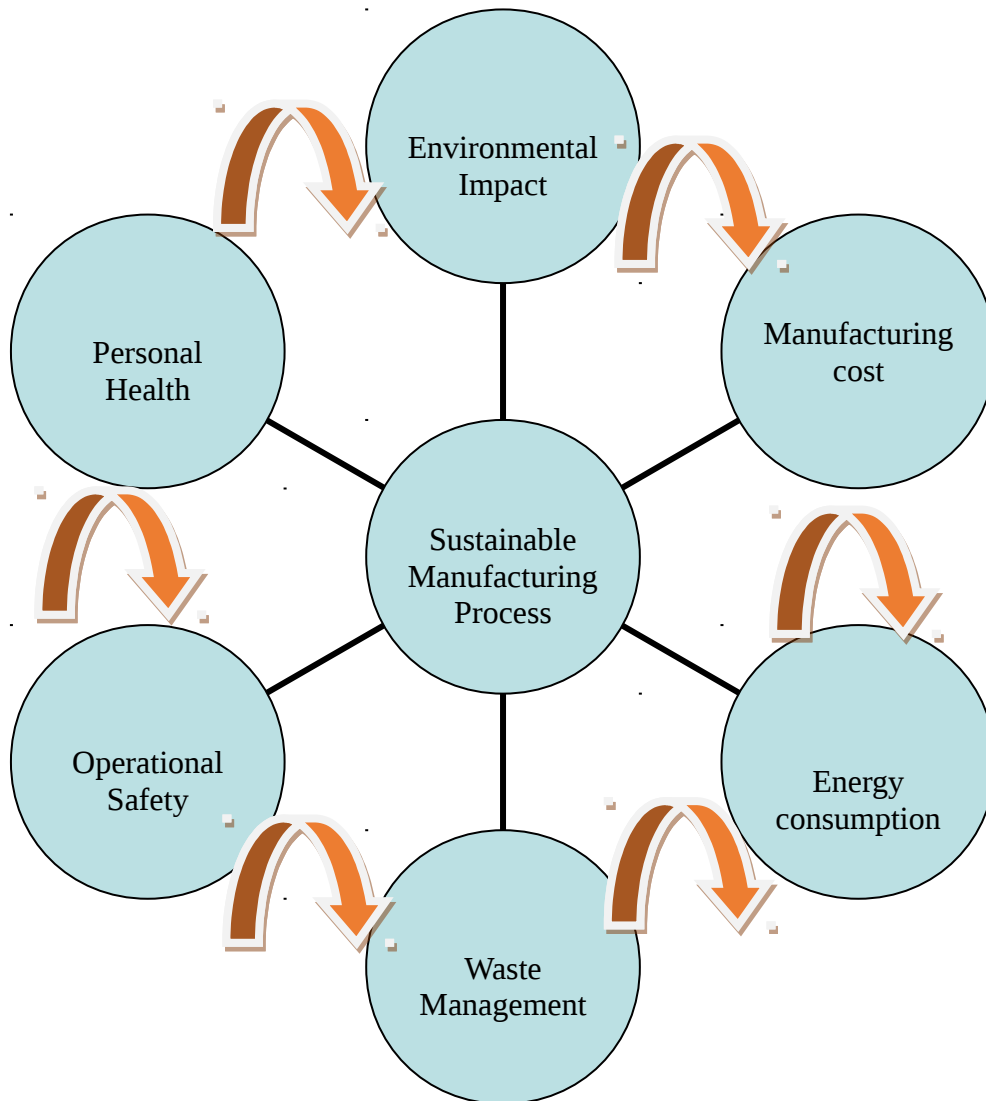 Environmental
Impact
Manufacturing
cost
Personal
Health
Sustainable
Manufacturing
Process
Operational
Safety
Energy
consumption
Waste
Management